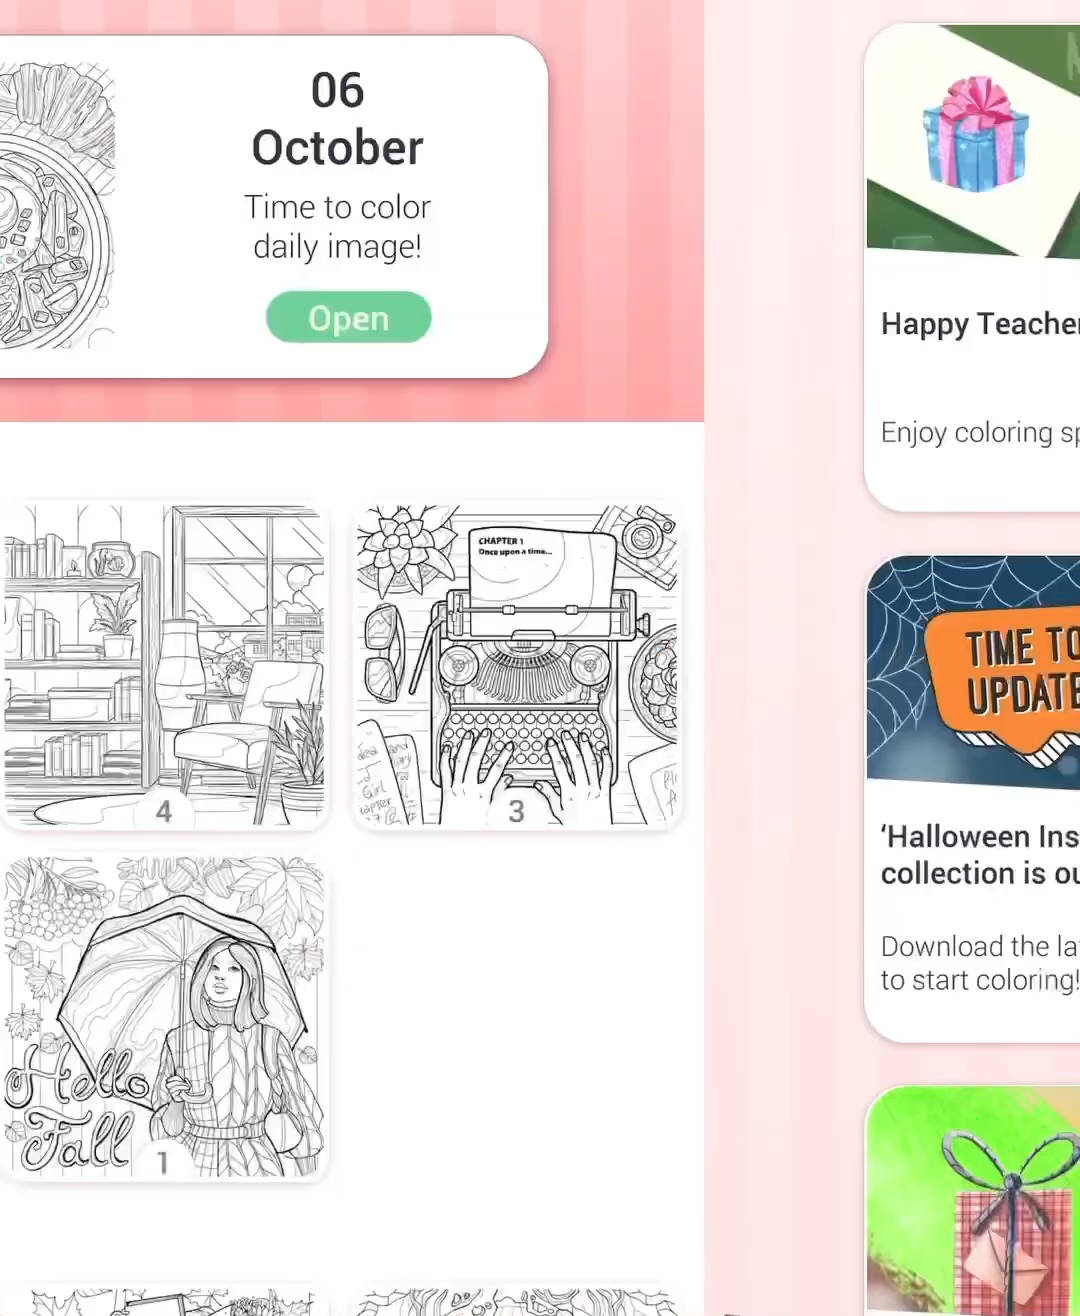 06
October
Time to color
daily image!
Open
CHAPTER 1
Once upon a time...
4
3
Hello
Fall
1
Happy Teacher
Enjoy coloring sp
TIME TO
UPDATE
‘Halloween Ins
collection is ou
Download the la
to start coloring!